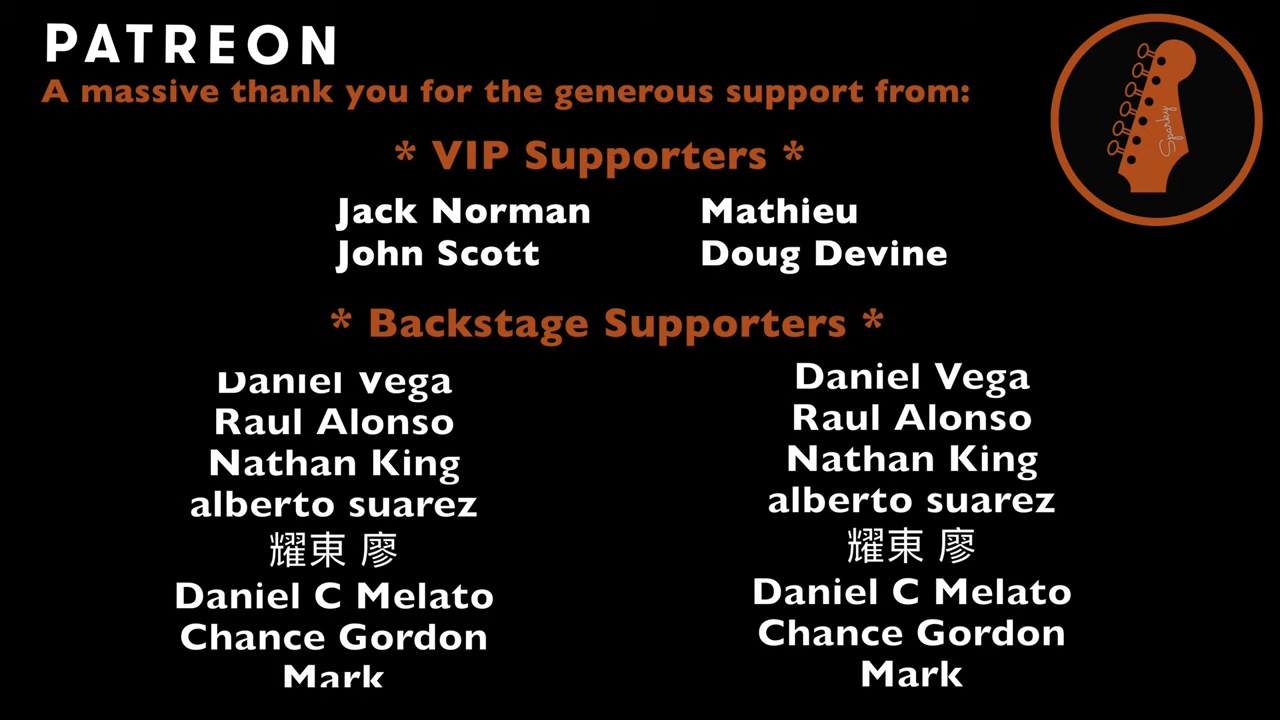 PATREON
A massive thank you for the generous support from:
Sparky
* VIP Supporters *
Jack Norman
Mathieu
John Scott
Doug Devine
* Backstage Supporters *
Daniel Vega
Raul Alonso
Nathan King
alberto suarez
耀東 廖
Daniel C Melato
Chance Gordon
Mark
Daniel Vega
Raul Alonso
Nathan King
alberto suarez
耀東 廖
Daniel C Melato
Chance Gordon
Mark